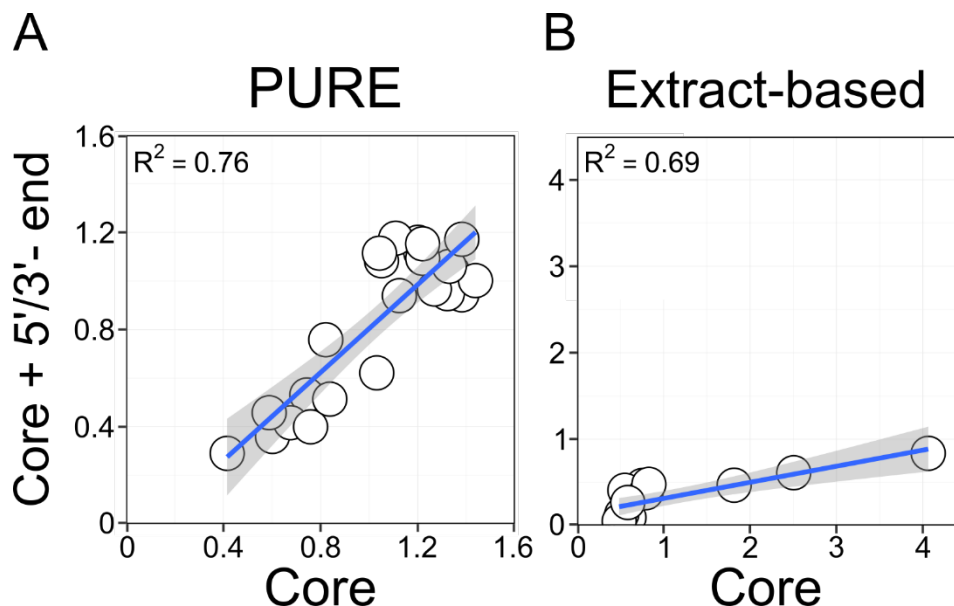 A
B
PURE
Extract-based
R² = 0.76
R² = 0.69
Core + 5'/3'- end
1.6
1.2
0.8
0.4
0
0
0.4
0.8
1.2
1.6
Core
4
3
2
1
0
0
1
2
3
4
Core